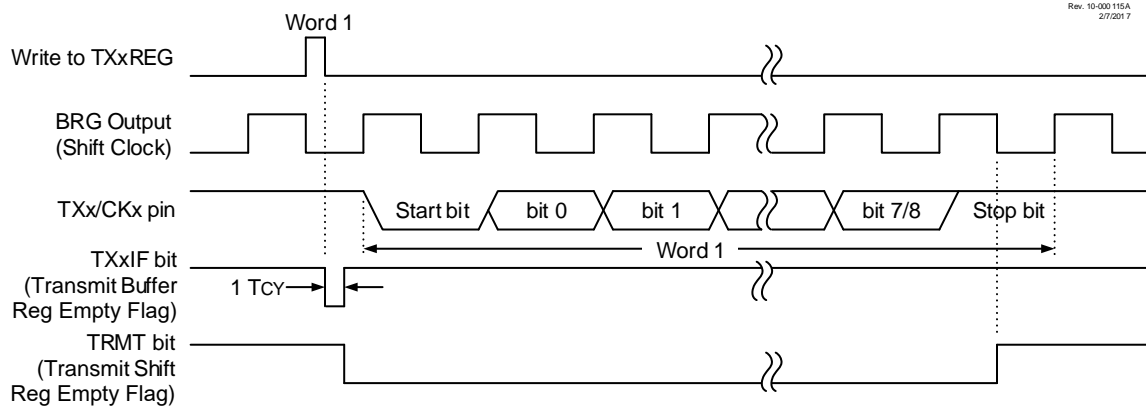 Rev. 10-000 115A
2/7/2017
Word 1
Write to TXxREG
BRG Output
(Shift Clock)
TXx/CKx pin
Start bit
bit 0
bit 1
bit 7/8
Stop bit
Word 1
TXxIF bit
(Transmit Buffer
Reg Empty Flag)
1 TCY
TRMT bit
(Transmit Shift
Reg Empty Flag)